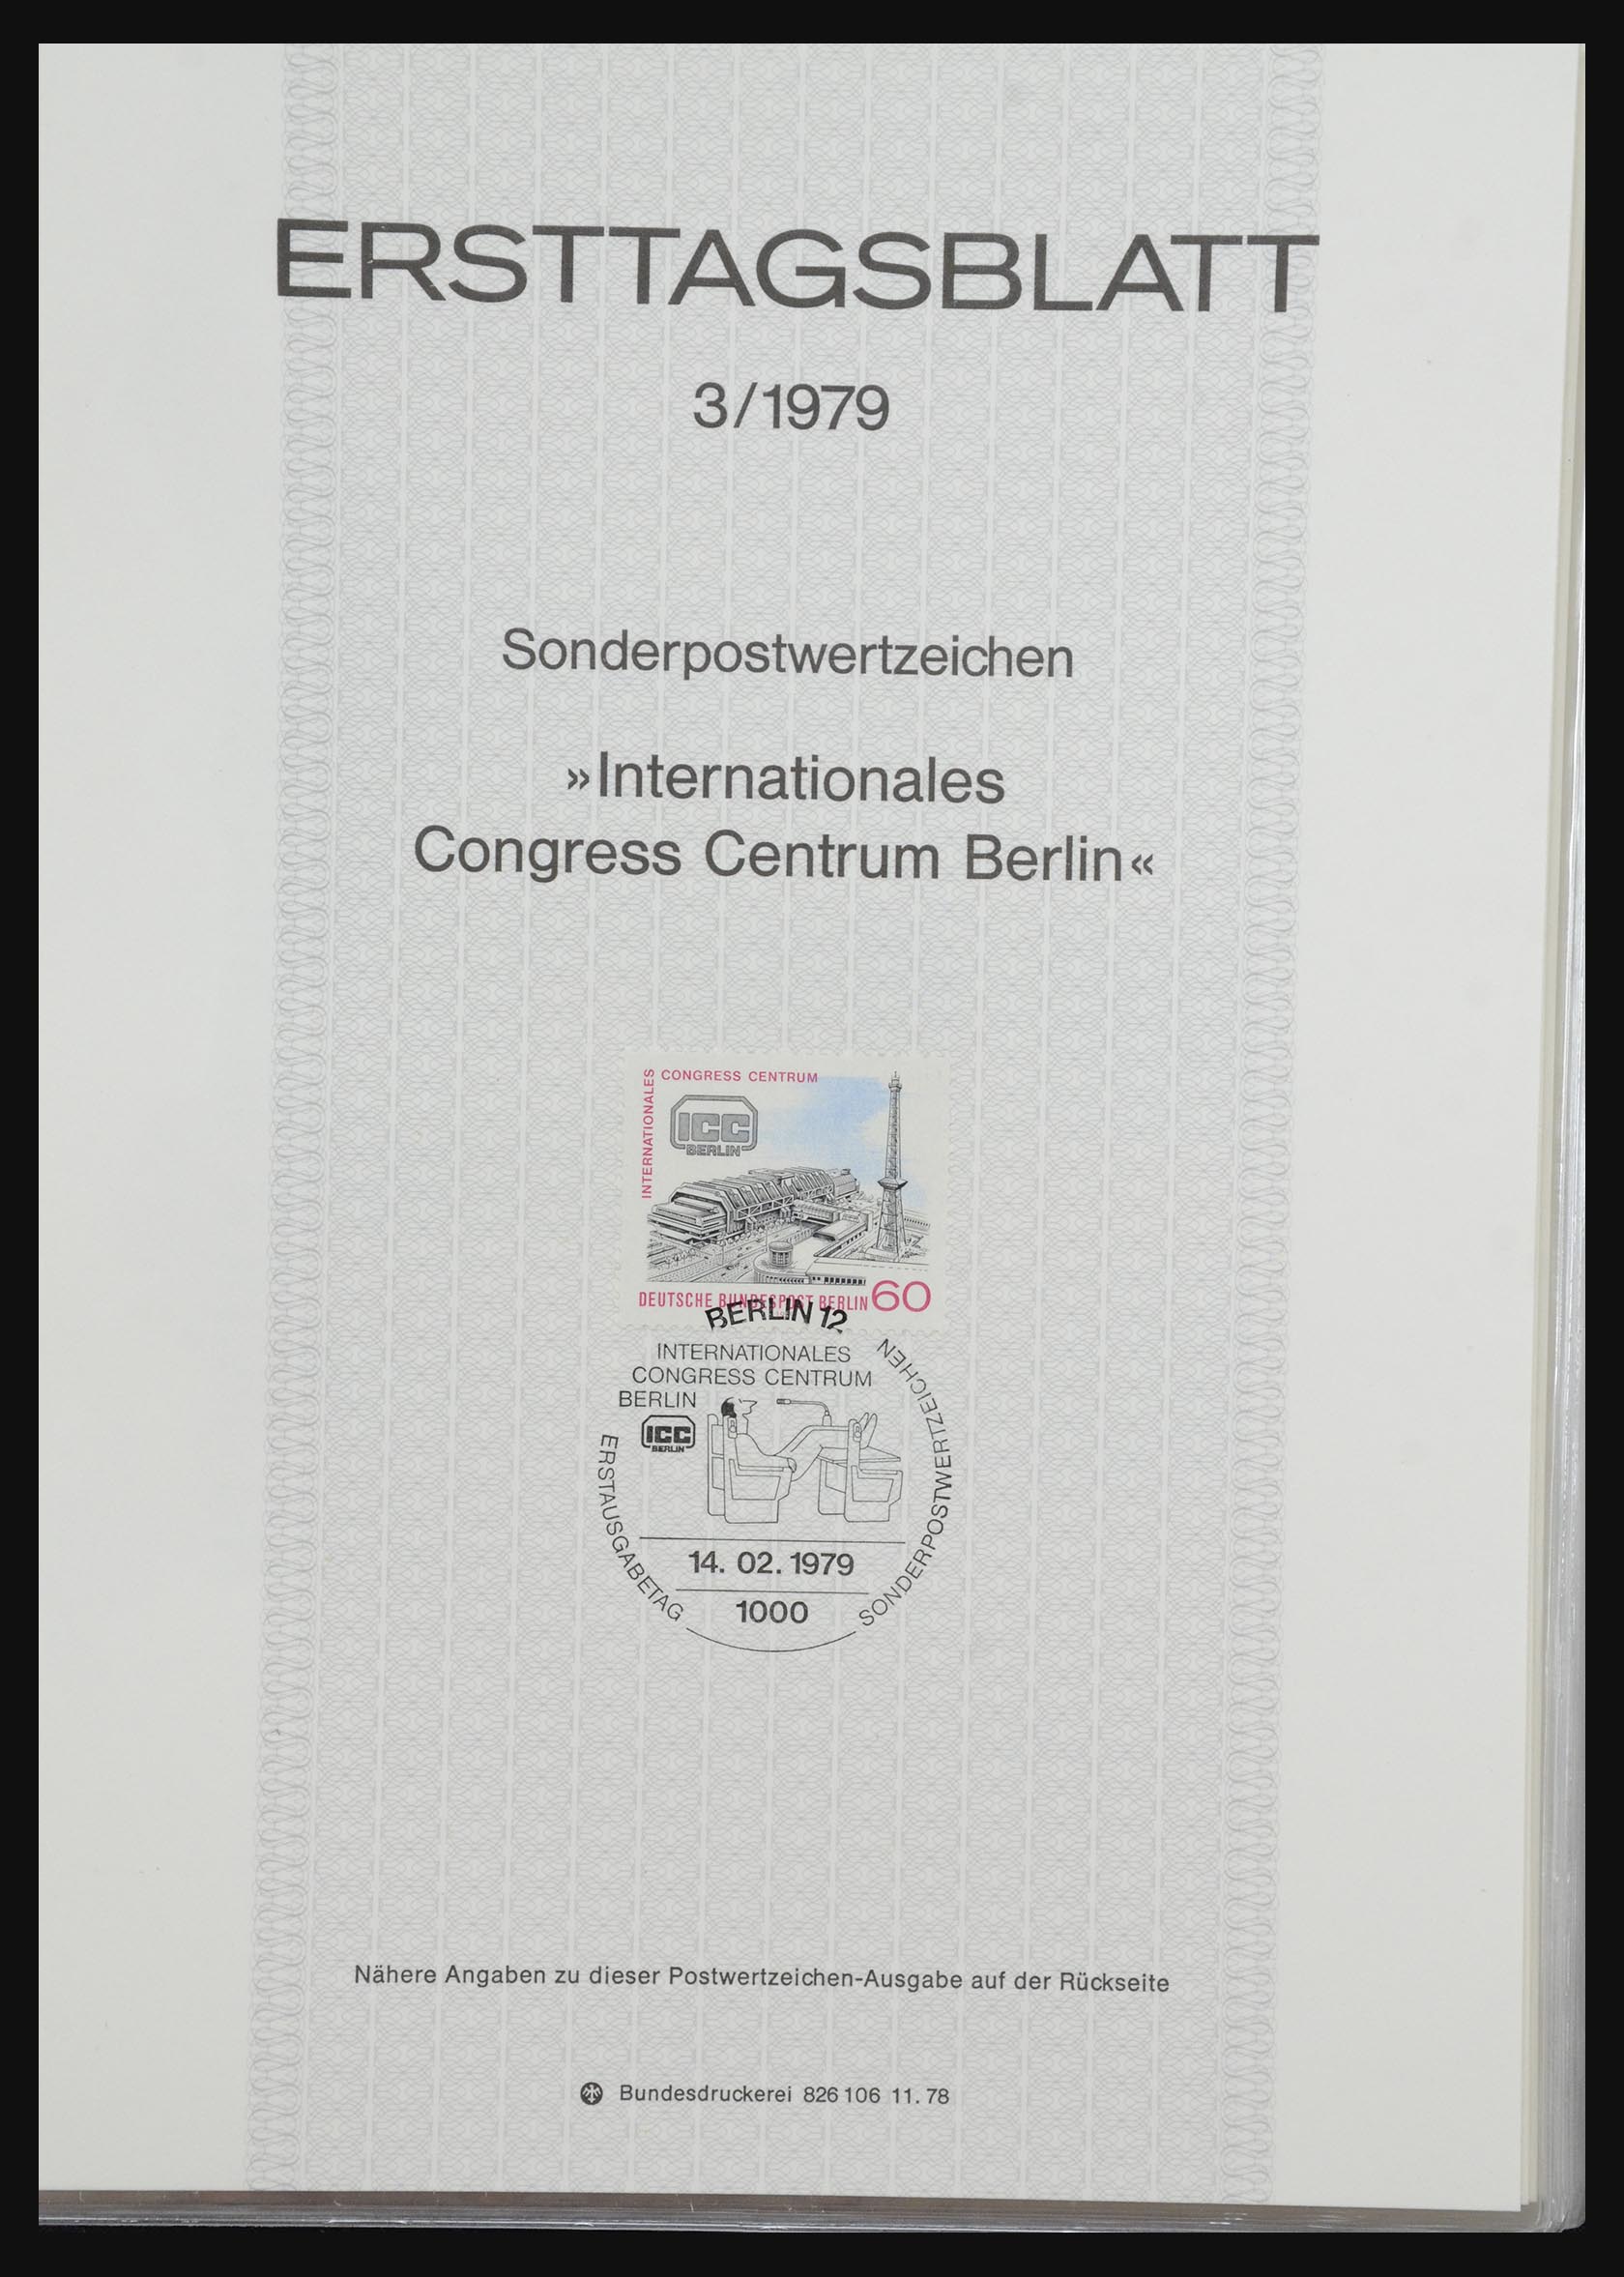 ERSTTAGSBLATT
3/1979
Sonderpostwertzeichen
»Internationales
Congress Centrum Berlin«
INTERNATIONALES CONGRESS CENTRUM
ICC
BERLIN
DEUTSCHE BUNDESPOST BERLIN 60
BERLIN 12
INTERNATIONALES
CONGRESS CENTRUM
BERLIN
ICC
BERLIN
ERSTAUSGABETAG
SONDERPOSTWERTZEICHEN
14. 02. 1979
1000
Nähere Angaben zu dieser Postwertzeichen-Ausgabe auf der Rückseite
Bundesdruckerei 826 106 11. 78